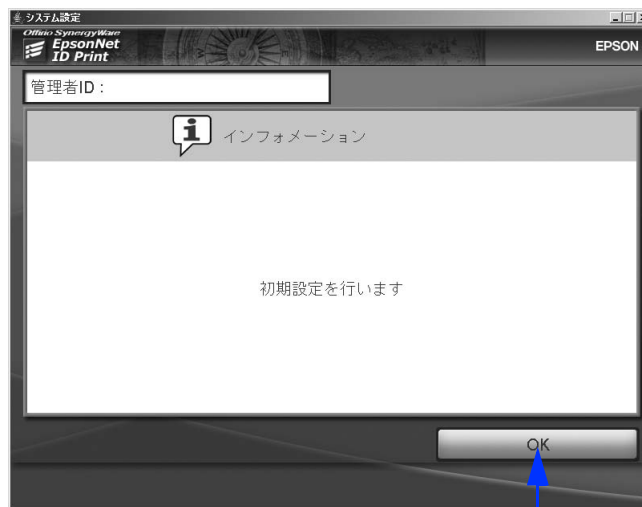 システム設定
Offirio SynergyWare
EpsonNet
ID Print
EPSON
管理者ID：
インフォメーション
初期設定を行います
OK